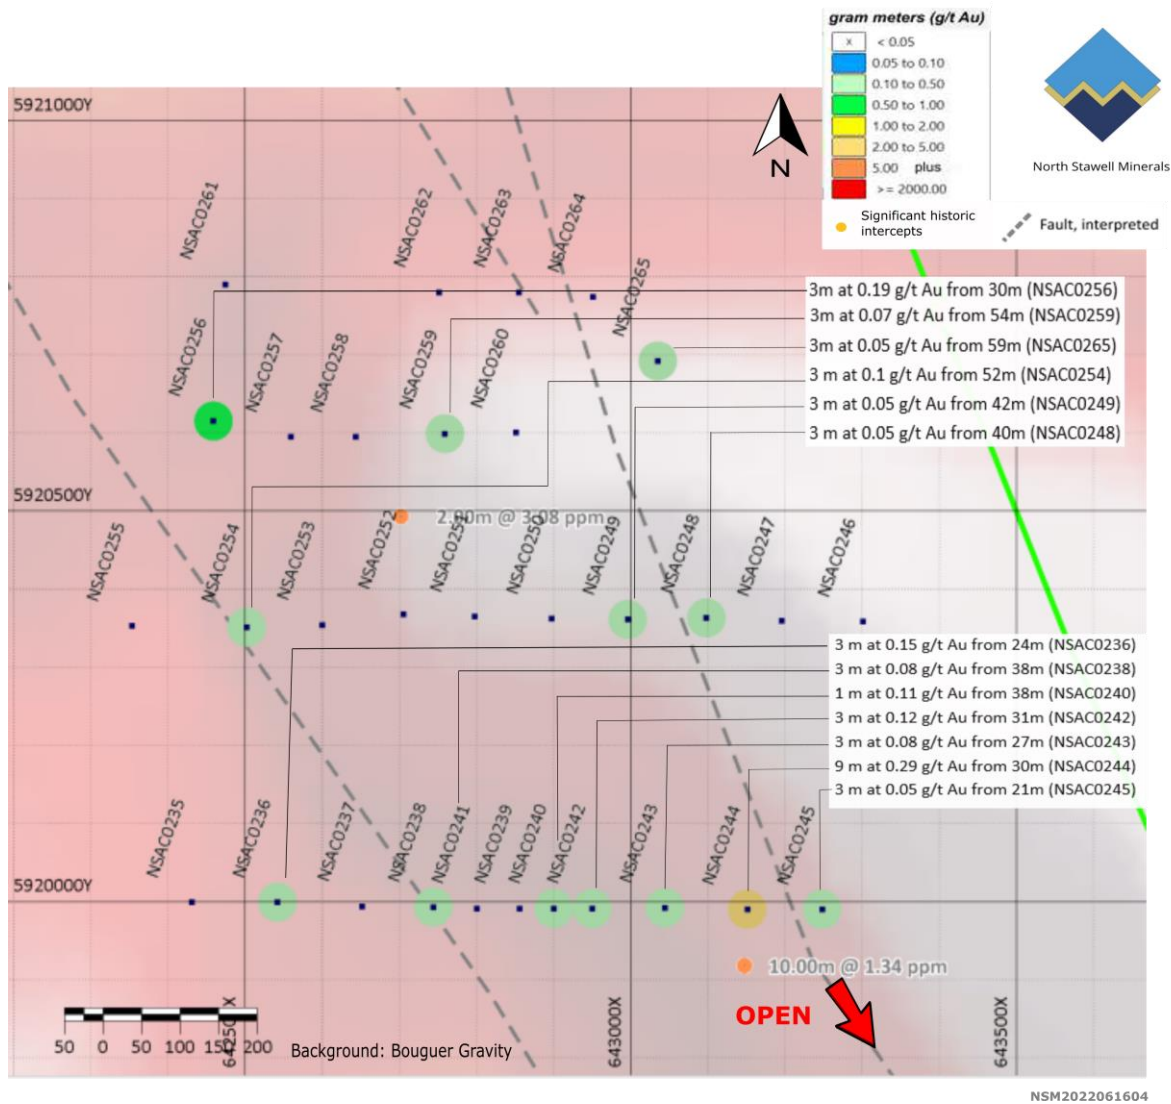 gram meters (g/t Au)
x < 0.05
0.05 to 0.10
0.10 to 0.50
0.50 to 1.00
1.00 to 2.00
2.00 to 5.00
5.00 plus
>= 2000.00
Significant historic
intercepts
Fault, interpreted
North Stawell Minerals
N
5921000Y
NSAC0261
NSAC0262
NSAC0263
NSAC0264
NSAC0265
3m at 0.19 g/t Au from 30m (NSAC0256)
3m at 0.07 g/t Au from 54m (NSAC0259)
3m at 0.05 g/t Au from 59m (NSAC0265)
3 m at 0.1 g/t Au from 52m (NSAC0254)
3 m at 0.05 g/t Au from 42m (NSAC0249)
3 m at 0.05 g/t Au from 40m (NSAC0248)
NSAC0256
NSAC0257
NSAC0258
NSAC0259
NSAC0260
5920500Y
2.00m @ 3.08 ppm
NSAC0255
NSAC0254
NSAC0253
NSAC0252
NSAC0251
NSAC0250
NSAC0249
NSAC0248
NSAC0247
NSAC0246
3 m at 0.15 g/t Au from 24m (NSAC0236)
3 m at 0.08 g/t Au from 38m (NSAC0238)
1 m at 0.11 g/t Au from 38m (NSAC0240)
3 m at 0.12 g/t Au from 31m (NSAC0242)
3 m at 0.08 g/t Au from 27m (NSAC0243)
9 m at 0.29 g/t Au from 30m (NSAC0244)
3 m at 0.05 g/t Au from 21m (NSAC0245)
5920000Y
NSAC0235
NSAC0236
NSAC0237
NSAC0238
NSAC0241
NSAC0239
NSAC0240
NSAC0242
NSAC0243
NSAC0244
NSAC0245
10.00m @ 1.34 ppm
OPEN
50 0 50 100 150 200
642500X
643000X
643500X
Background: Bouguer Gravity
NSM2022061604